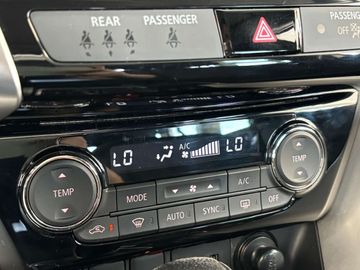 REAR PASSENGER
PASSENGER
OFF
A/C
LO LO
TEMP
TEMP
MODE A/C
AUTO SYNC OFF